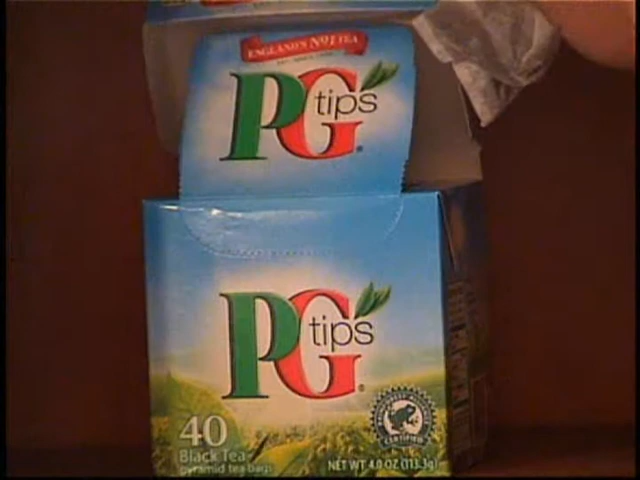 ENGLAND'S No1 TEA
PG tips
PG tips
40
Black Tea
pyramid tea bags
CERTIFIED
NET WT 4.0 OZ (113.3g)